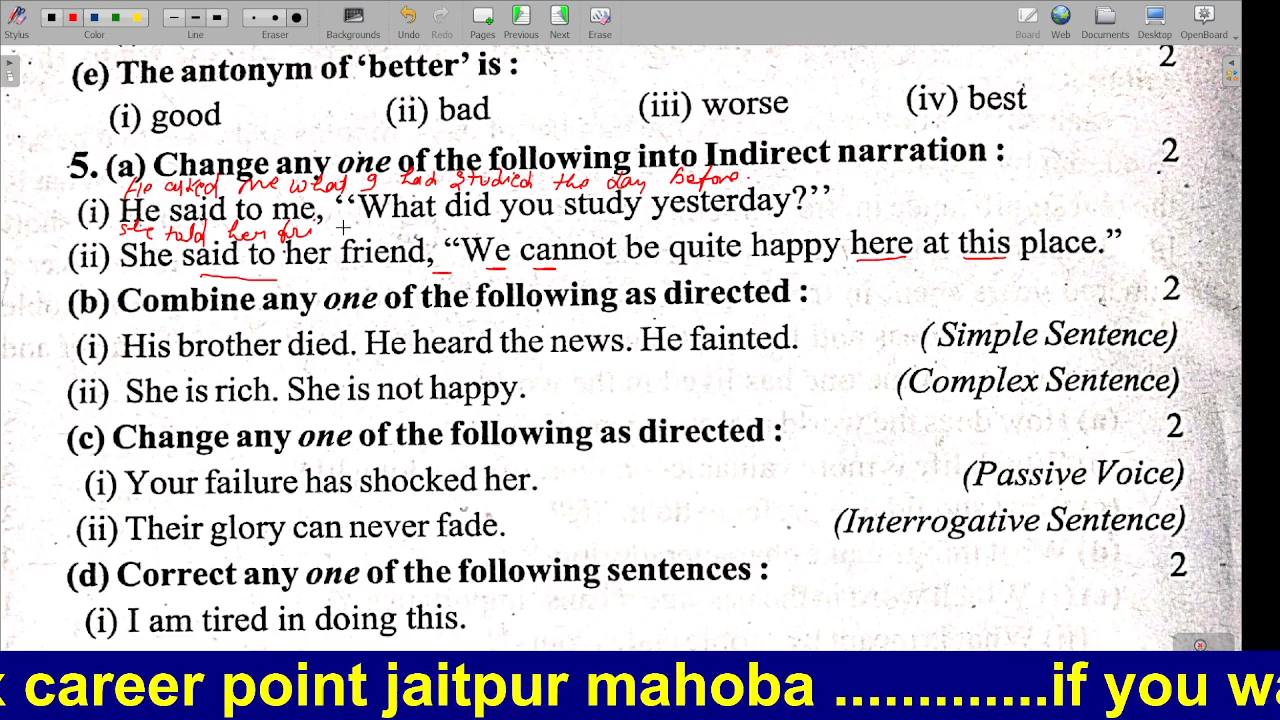 Stylus Color Line Eraser Backgrounds Undo Redo Pages Previous Next Erase Board Web Documents Desktop OpenBoard
(e) The antonym of ‘better’ is : 2
(i) good (ii) bad (iii) worse (iv) best
5. (a) Change any one of the following into Indirect narration : 2
He asked me what I had studied the day before.
(i) He said to me, ‘‘What did you study yesterday?’’
she told her fri
(ii) She said to her friend, “We cannot be quite happy here at this place.”
(b) Combine any one of the following as directed : 2
(i) His brother died. He heard the news. He fainted. ( Simple Sentence)
(ii) She is rich. She is not happy. (Complex Sentence)
(c) Change any one of the following as directed : 2
(i) Your failure has shocked her. (Passive Voice)
(ii) Their glory can never fade. (Interrogative Sentence)
(d) Correct any one of the following sentences : 2
(i) I am tired in doing this.
x career point jaitpur mahoba .............if you wa